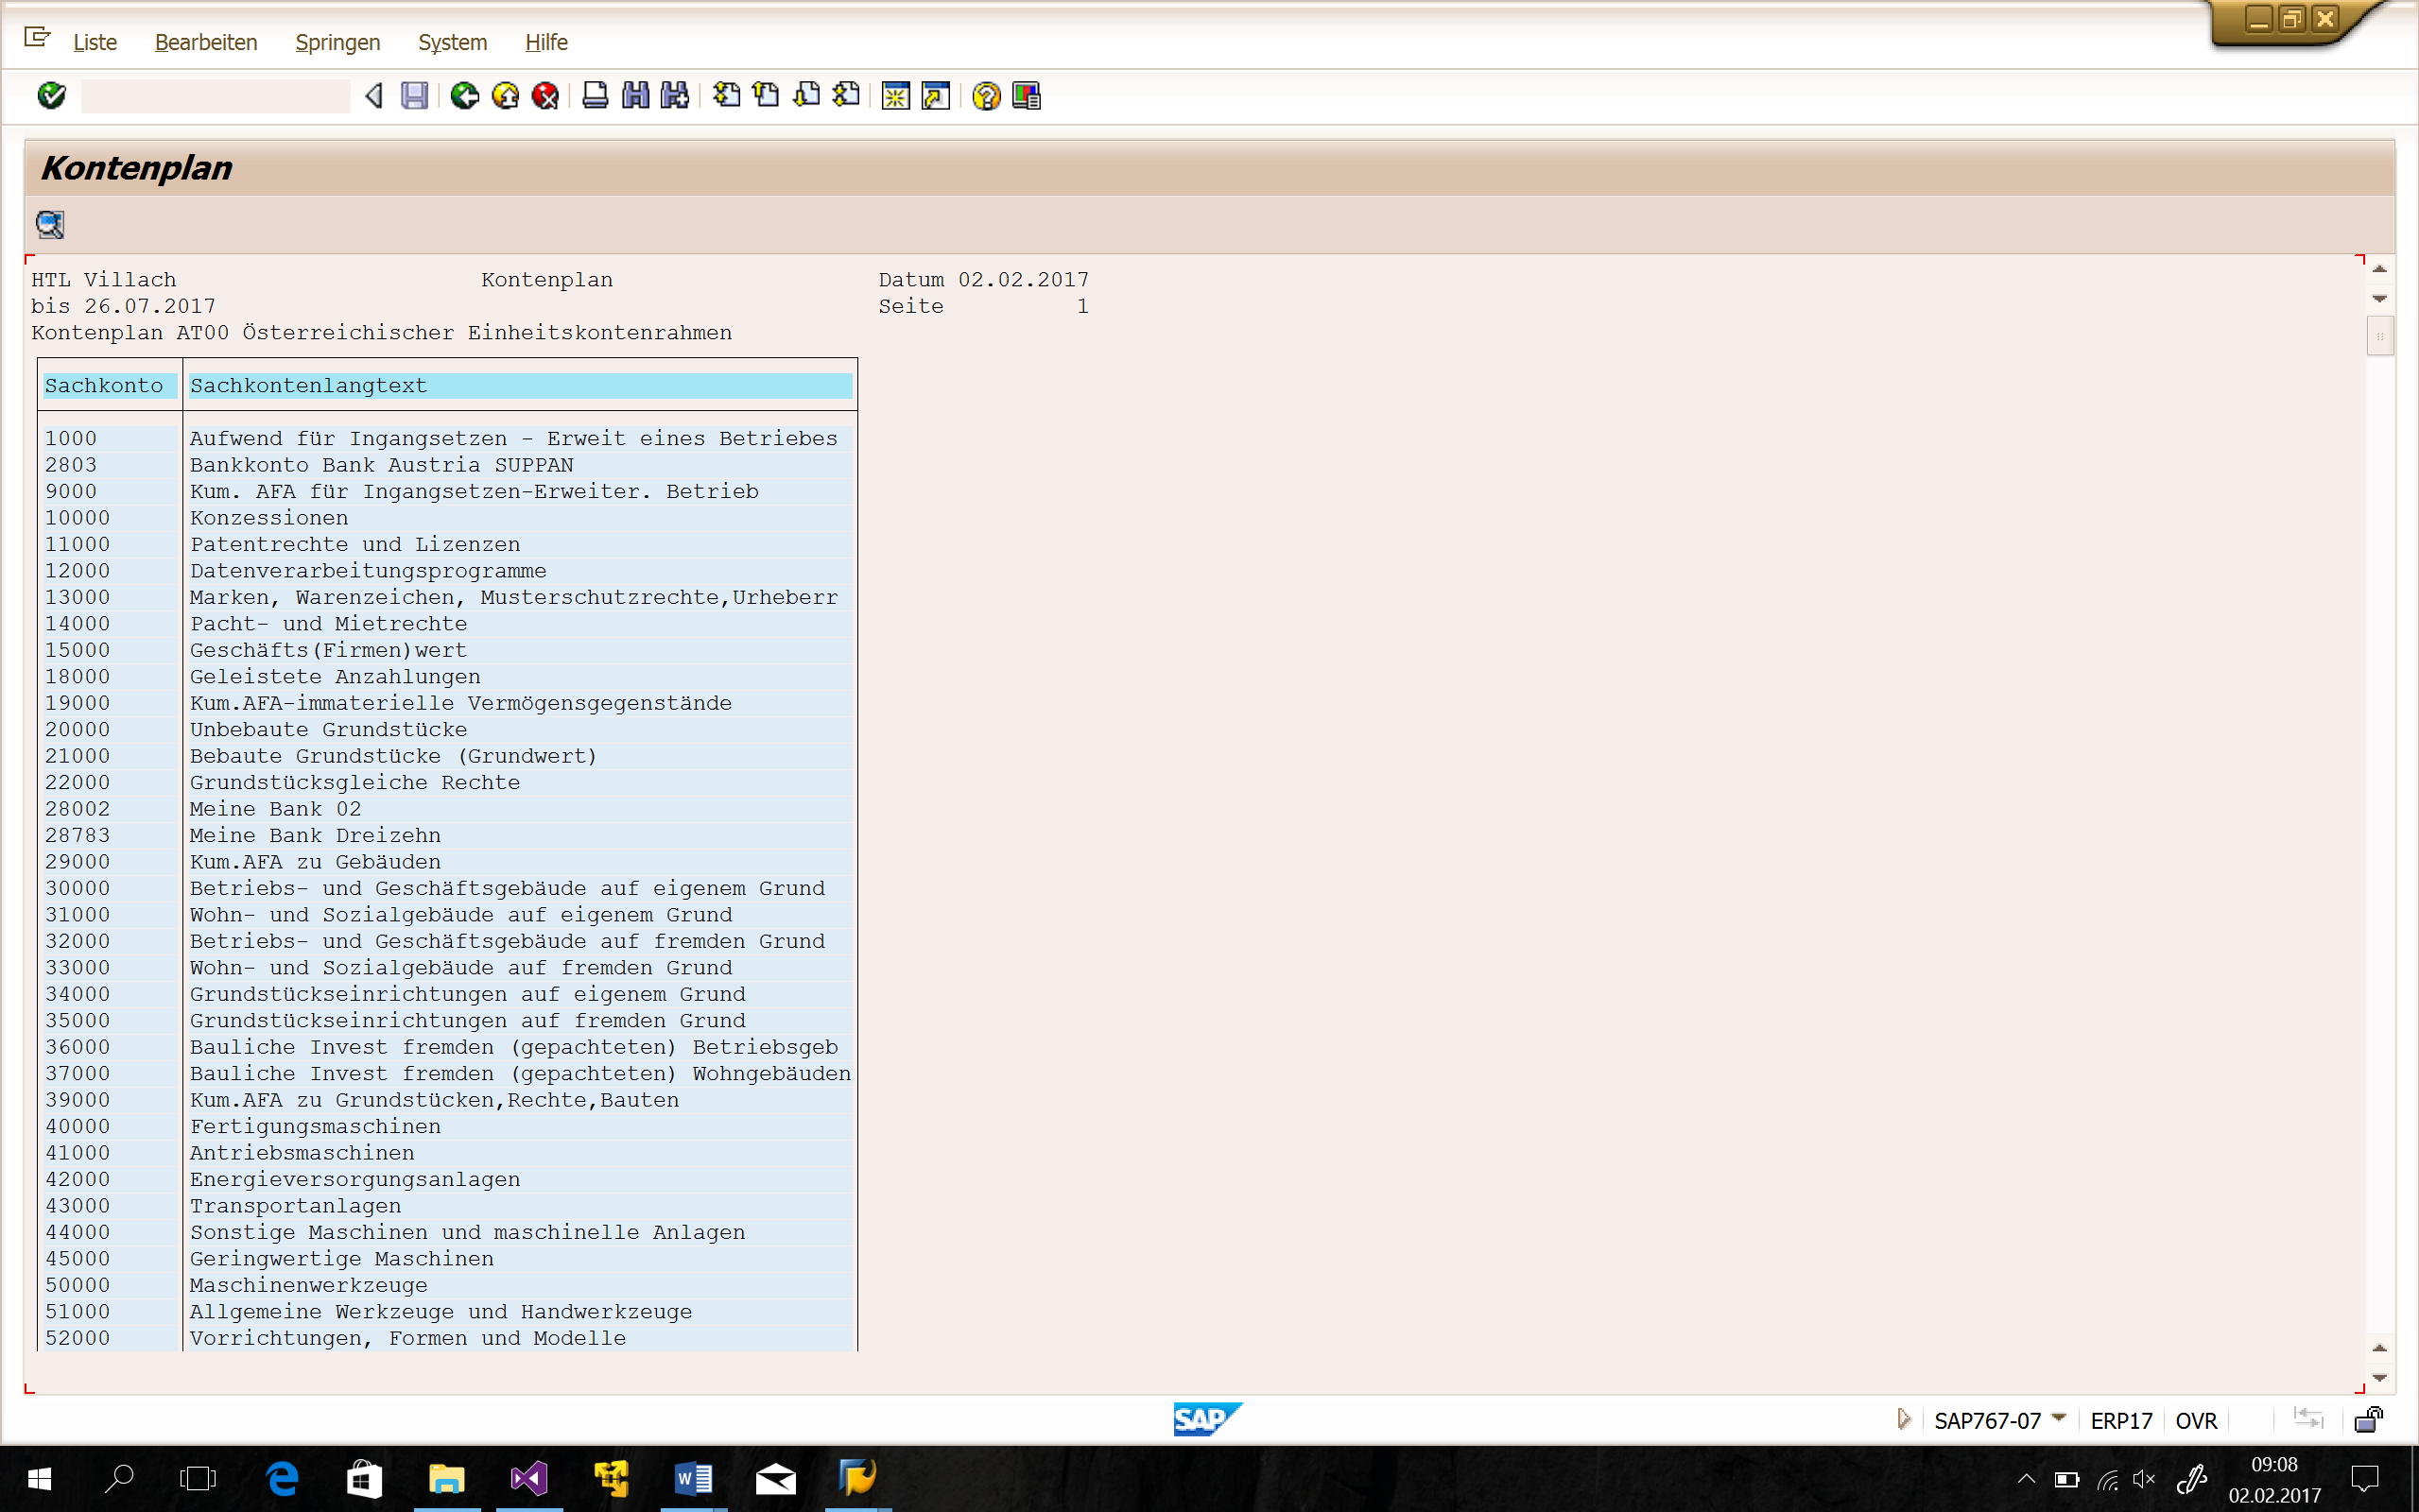 Liste Bearbeiten Springen System Hilfe
Kontenplan
HTL Villach Kontenplan Datum 02.02.2017
bis 26.07.2017 Seite 1
Kontenplan AT00 Österreichischer Einheitskontenrahmen
Sachkonto Sachkontenlangtext
1000 Aufwend für Ingangsetzen - Erweit eines Betriebes
2803 Bankkonto Bank Austria SUPPAN
9000 Kum. AFA für Ingangsetzen-Erweiter. Betrieb
10000 Konzessionen
11000 Patentrechte und Lizenzen
12000 Datenverarbeitungsprogramme
13000 Marken, Warenzeichen, Musterschutzrechte,Urheberr
14000 Pacht- und Mietrechte
15000 Geschäfts(Firmen)wert
18000 Geleistete Anzahlungen
19000 Kum.AFA-immaterielle Vermögensgegenstände
20000 Unbebaute Grundstücke
21000 Bebaute Grundstücke (Grundwert)
22000 Grundstücksgleiche Rechte
28002 Meine Bank 02
28783 Meine Bank Dreizehn
29000 Kum.AFA zu Gebäuden
30000 Betriebs- und Geschäftsgebäude auf eigenem Grund
31000 Wohn- und Sozialgebäude auf eigenem Grund
32000 Betriebs- und Geschäftsgebäude auf fremden Grund
33000 Wohn- und Sozialgebäude auf fremden Grund
34000 Grundstückseinrichtungen auf eigenem Grund
35000 Grundstückseinrichtungen auf fremden Grund
36000 Bauliche Invest fremden (gepachteten) Betriebsgeb
37000 Bauliche Invest fremden (gepachteten) Wohngebäuden
39000 Kum.AFA zu Grundstücken,Rechte,Bauten
40000 Fertigungsmaschinen
41000 Antriebsmaschinen
42000 Energieversorgungsanlagen
43000 Transportanlagen
44000 Sonstige Maschinen und maschinelle Anlagen
45000 Geringwertige Maschinen
50000 Maschinenwerkzeuge
51000 Allgemeine Werkzeuge und Handwerkzeuge
52000 Vorrichtungen, Formen und Modelle
SAP SAP767-07 ERP17 OVR
09:08
02.02.2017